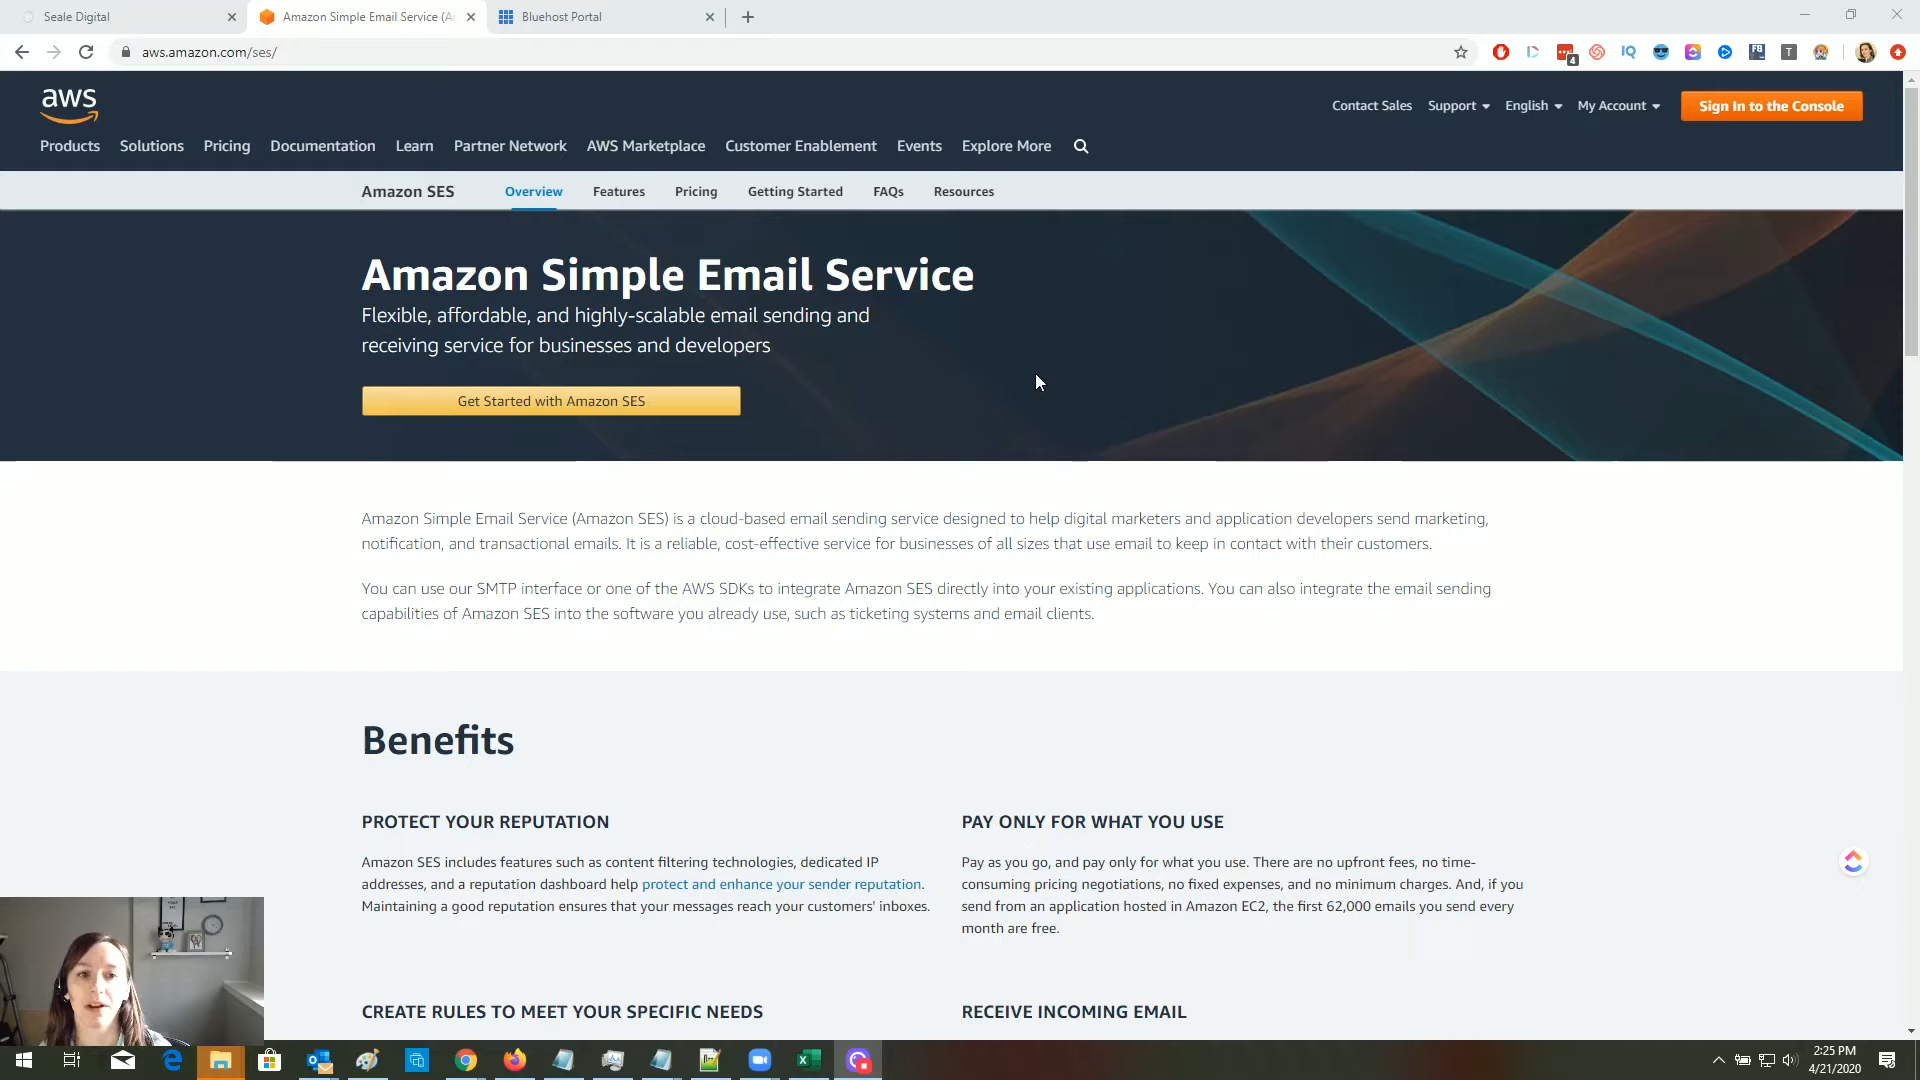 Seale Digital
Amazon Simple Email Service (A
Bluehost Portal
aws.amazon.com/ses/
4
IQ
FB
T
aws
Contact Sales
Support
English
My Account
Sign In to the Console
Products
Solutions
Pricing
Documentation
Learn
Partner Network
AWS Marketplace
Customer Enablement
Events
Explore More
Amazon SES
Overview
Features
Pricing
Getting Started
FAQs
Resources
Amazon Simple Email Service
Flexible, affordable, and highly-scalable email sending and
receiving service for businesses and developers
Get Started with Amazon SES
Amazon Simple Email Service (Amazon SES) is a cloud-based email sending service designed to help digital marketers and application developers send marketing,
notification, and transactional emails. It is a reliable, cost-effective service for businesses of all sizes that use email to keep in contact with their customers.
You can use our SMTP interface or one of the AWS SDKs to integrate Amazon SES directly into your existing applications. You can also integrate the email sending
capabilities of Amazon SES into the software you already use, such as ticketing systems and email clients.
Benefits
PROTECT YOUR REPUTATION
Amazon SES includes features such as content filtering technologies, dedicated IP
addresses, and a reputation dashboard help protect and enhance your sender reputation.
Maintaining a good reputation ensures that your messages reach your customers' inboxes.
PAY ONLY FOR WHAT YOU USE
Pay as you go, and pay only for what you use. There are no upfront fees, no time-
consuming pricing negotiations, no fixed expenses, and no minimum charges. And, if you
send from an application hosted in Amazon EC2, the first 62,000 emails you send every
month are free.
CREATE RULES TO MEET YOUR SPECIFIC NEEDS
RECEIVE INCOMING EMAIL
2:25 PM
4/21/2020